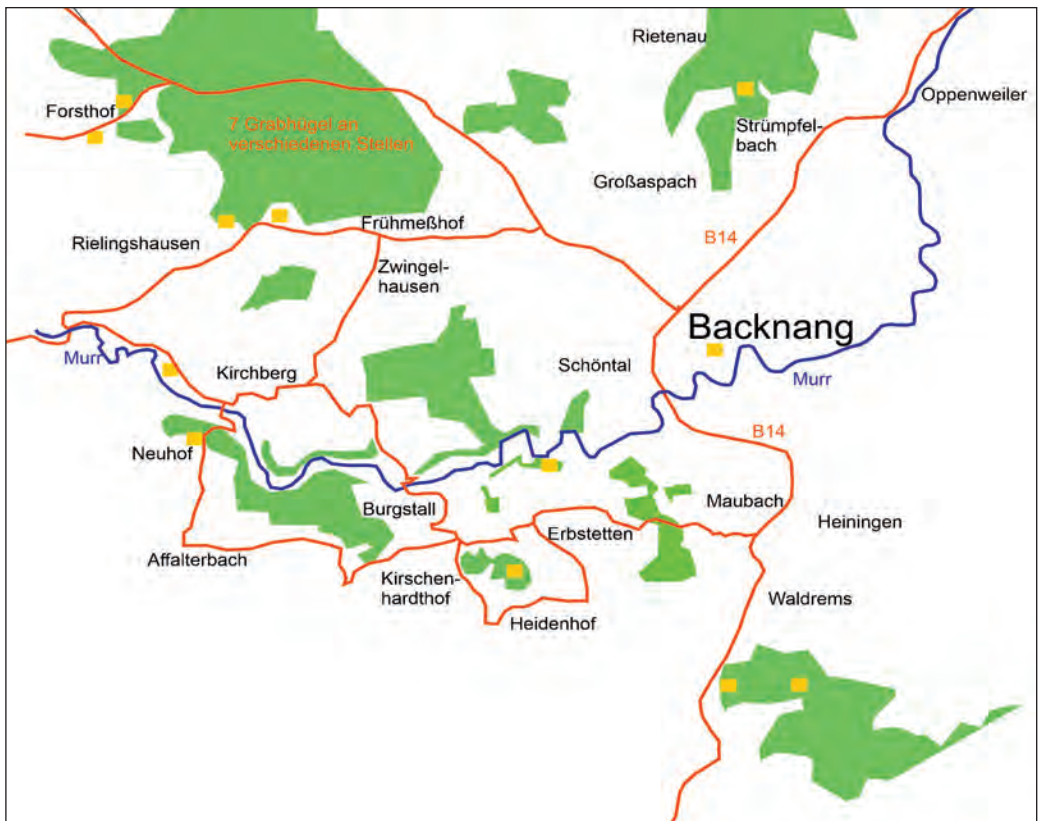 Rietenau
Oppenweiler
Forsthof
7 Grabhügel an
verschiedenen Stellen
Strümpfel-
bach
Großaspach
Frühmeßhof
Rielingshausen
B14
Zwingel-
hausen
Backnang
Murr
Kirchberg
Schöntal
Murr
B14
Neuhof
Burgstall
Maubach
Heiningen
Erbstetten
Affalterbach
Kirschen-
hardthof
Waldrems
Heidenhof